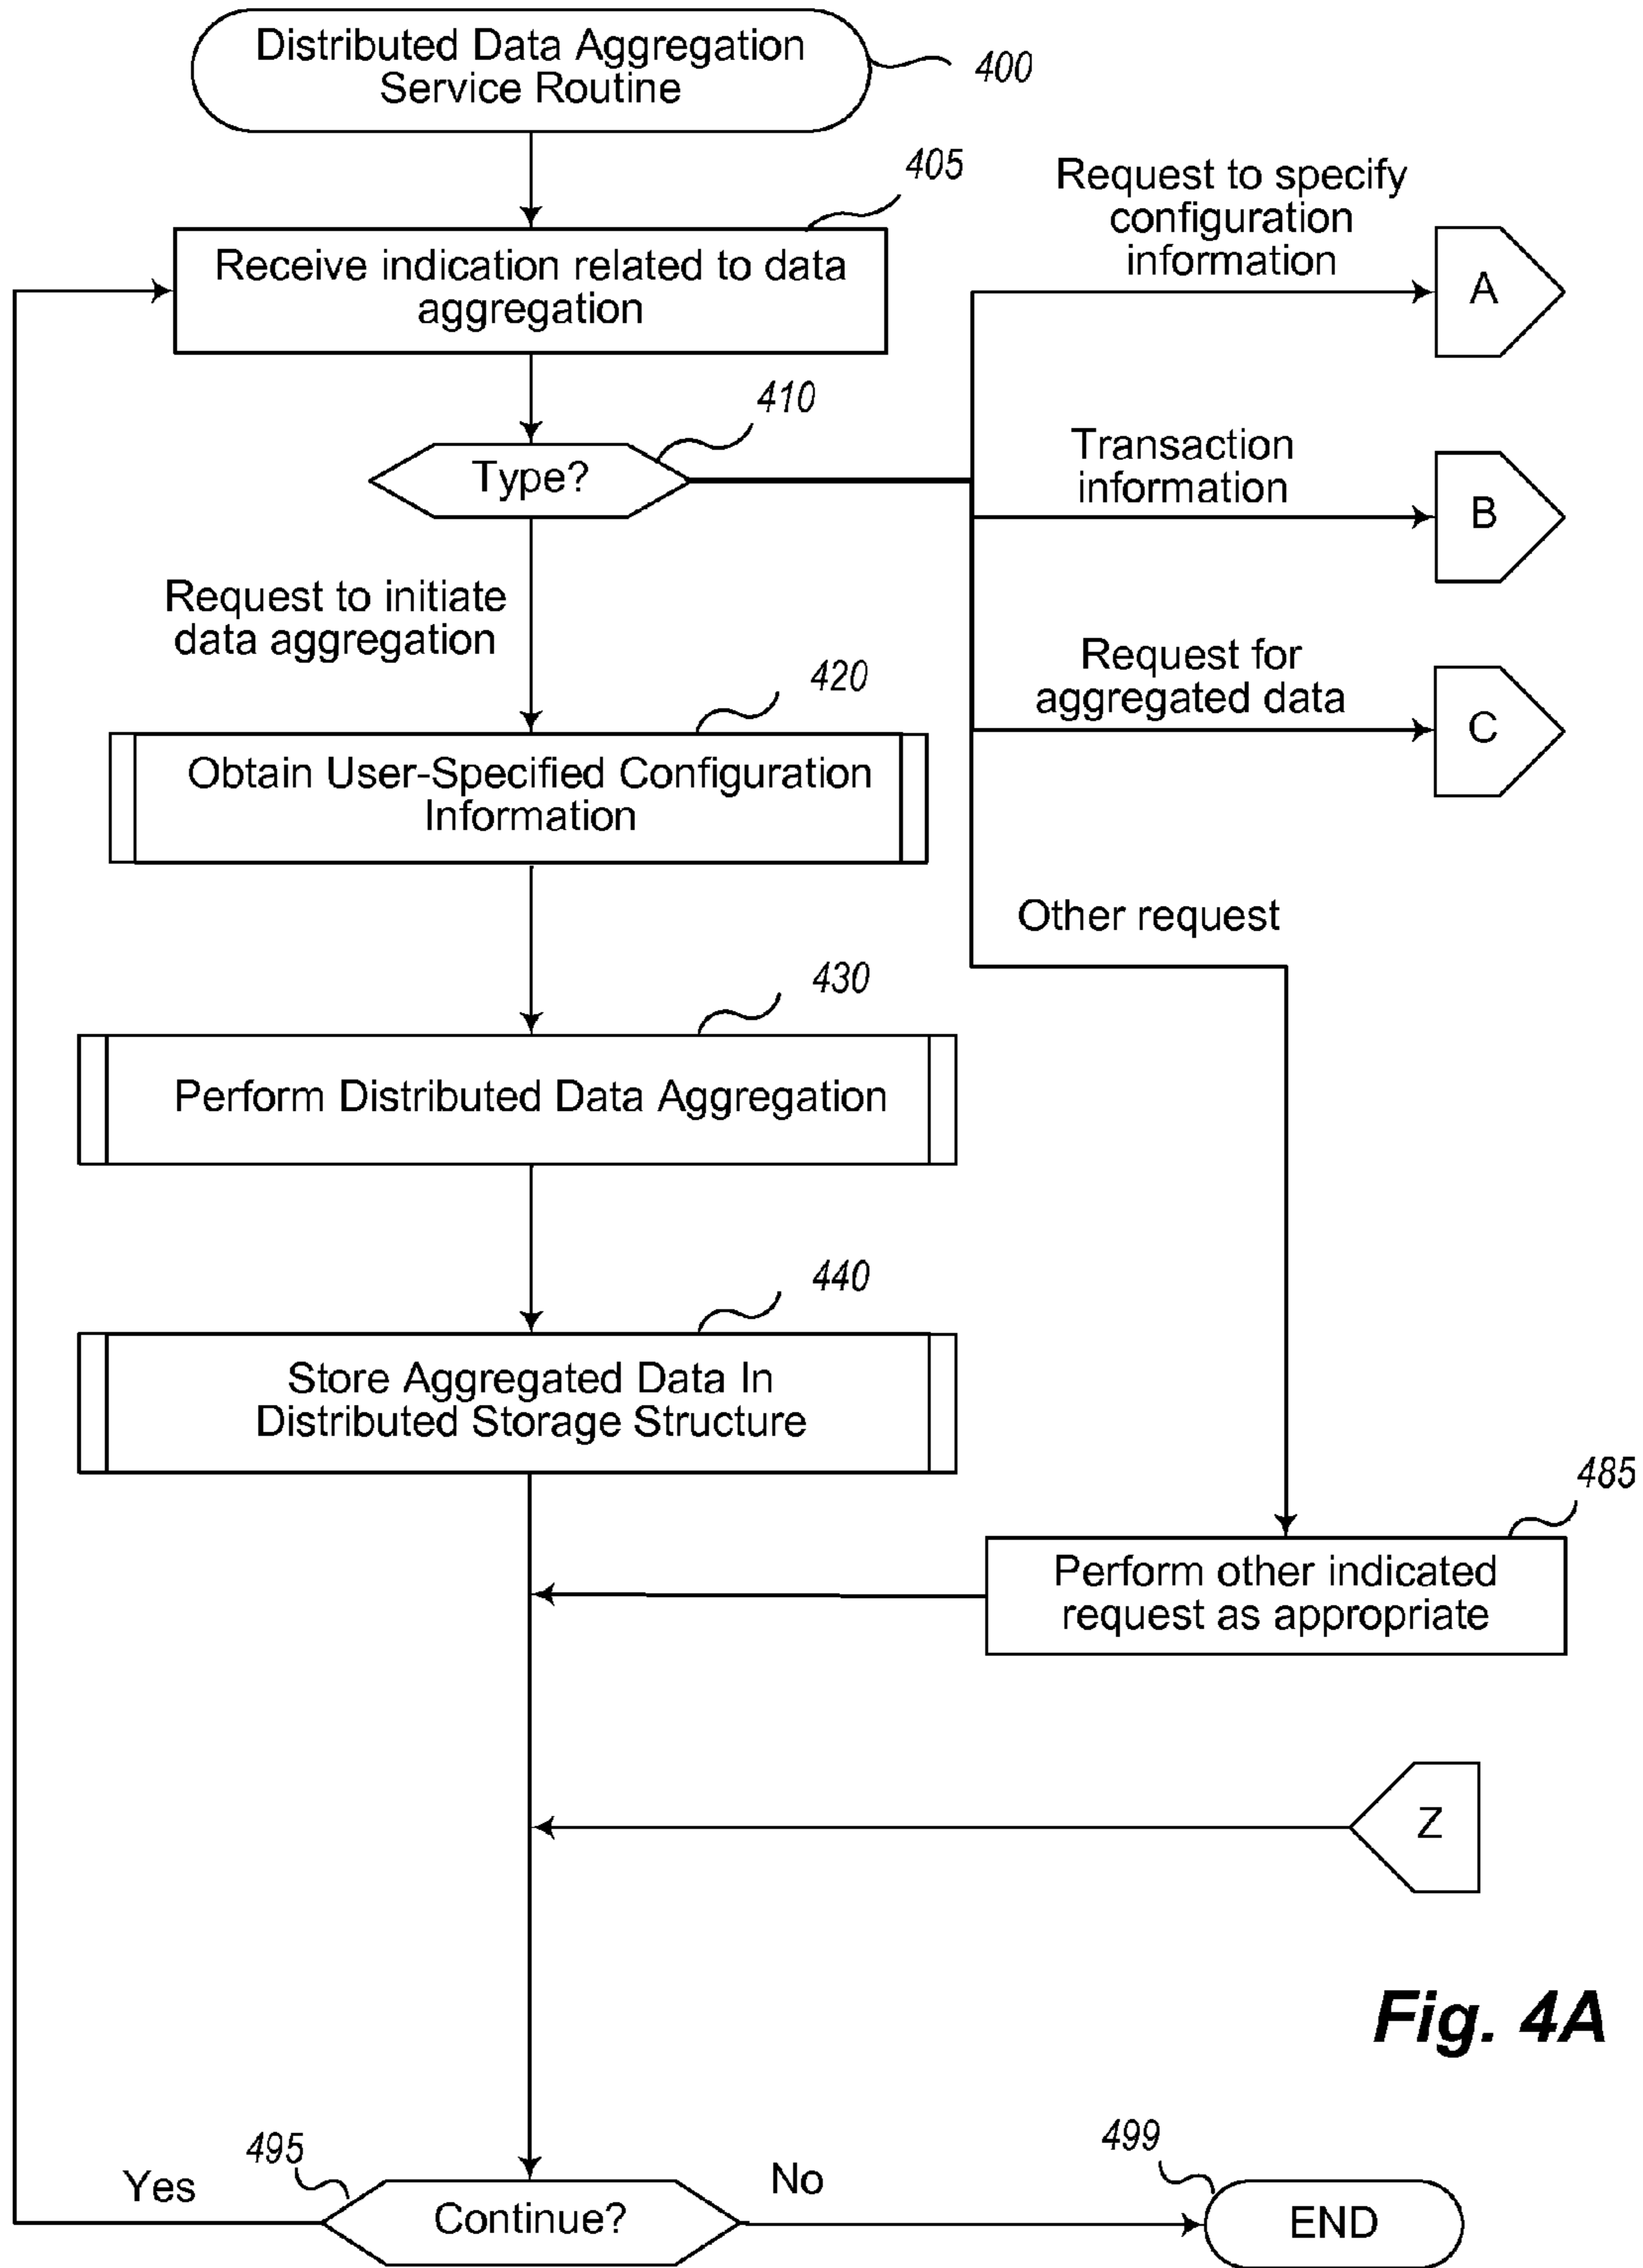 Distributed Data Aggregation
Service Routine
400
405
Receive indication related to data
aggregation
Request to specify
configuration
information
A
410
Type?
Transaction
information
B
Request to initiate
data aggregation
Request for
aggregated data
C
420
Obtain User-Specified Configuration
Information
Other request
430
Perform Distributed Data Aggregation
440
Store Aggregated Data In
Distributed Storage Structure
485
Perform other indicated
request as appropriate
Z
Fig. 4A
495
Yes
Continue?
No
499
END